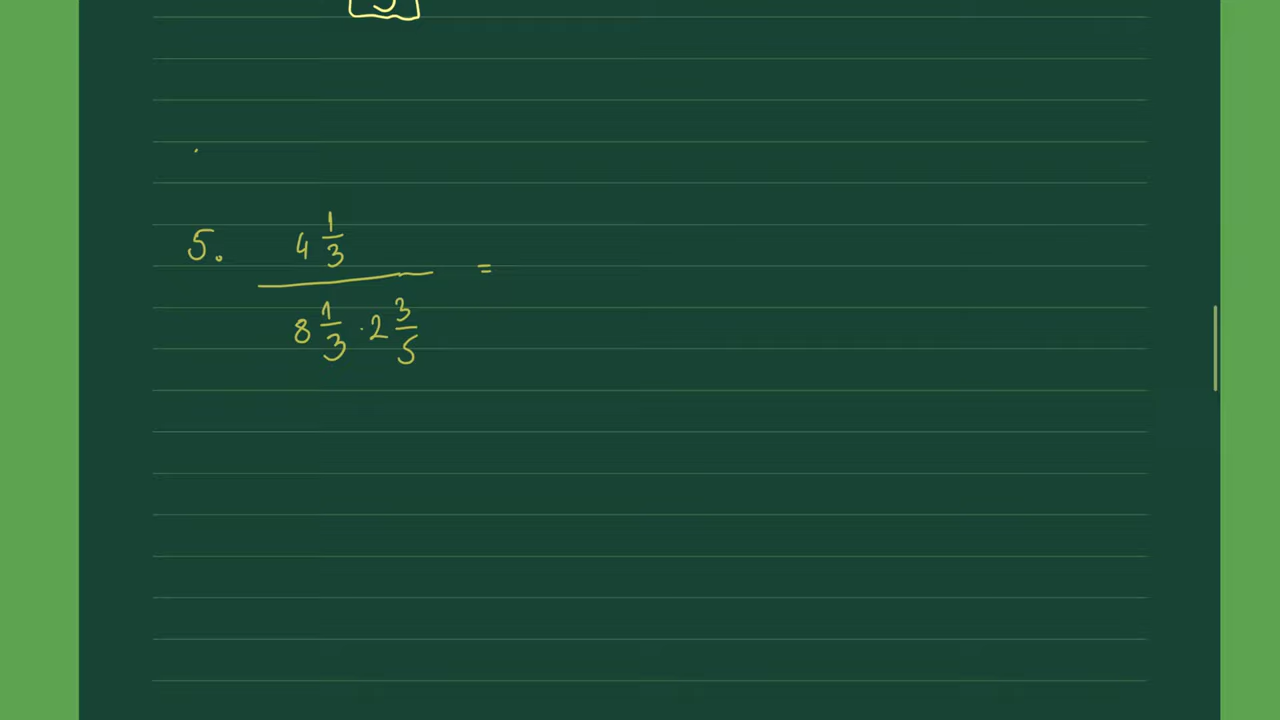 5. 4 1/3
———
8 1/3 · 2 3/5 =